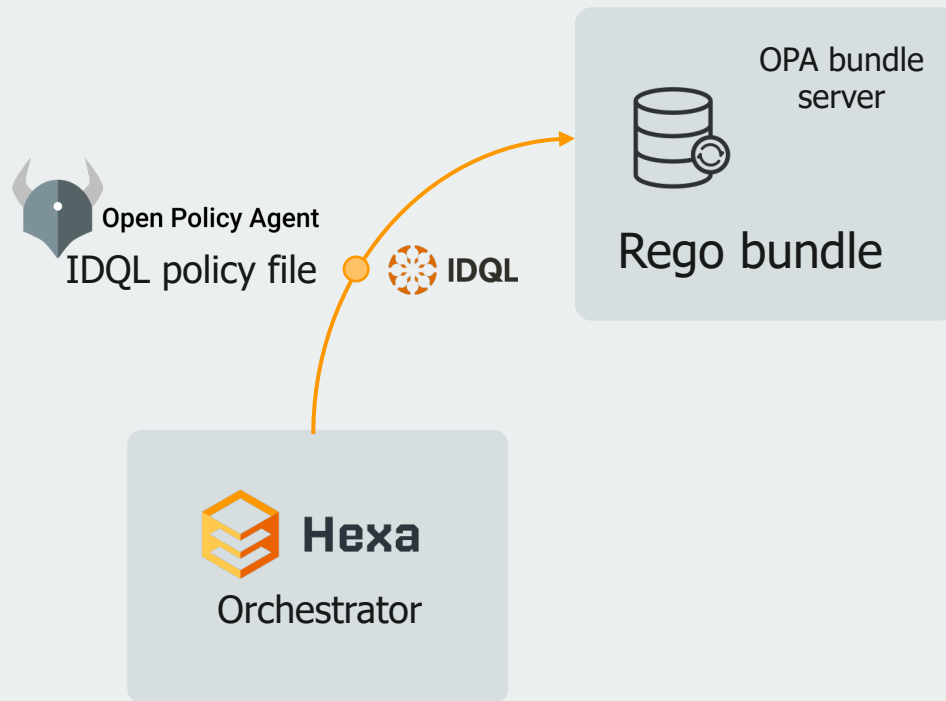 OPA bundle
server
Rego bundle
Open Policy Agent
IDQL policy file
IDQL
Hexa
Orchestrator